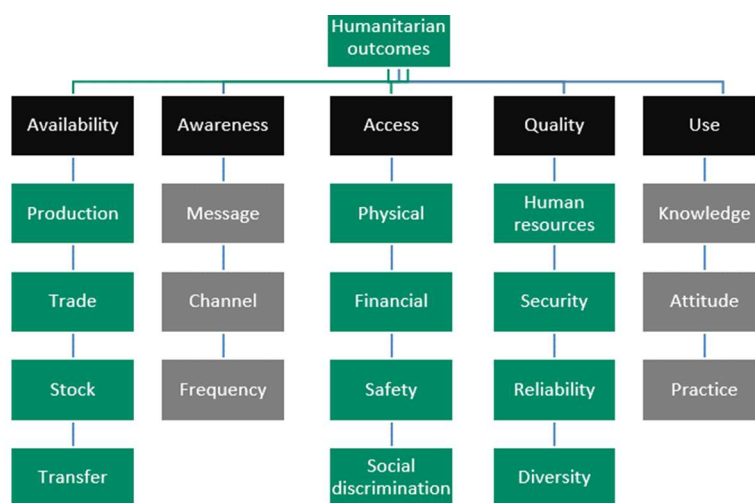 Humanitarian
outcomes
Availability
Awareness
Access
Quality
Use
Production
Message
Physical
Human
resources
Knowledge
Trade
Channel
Financial
Security
Attitude
Stock
Frequency
Safety
Reliability
Practice
Transfer
Social
discrimination
Diversity